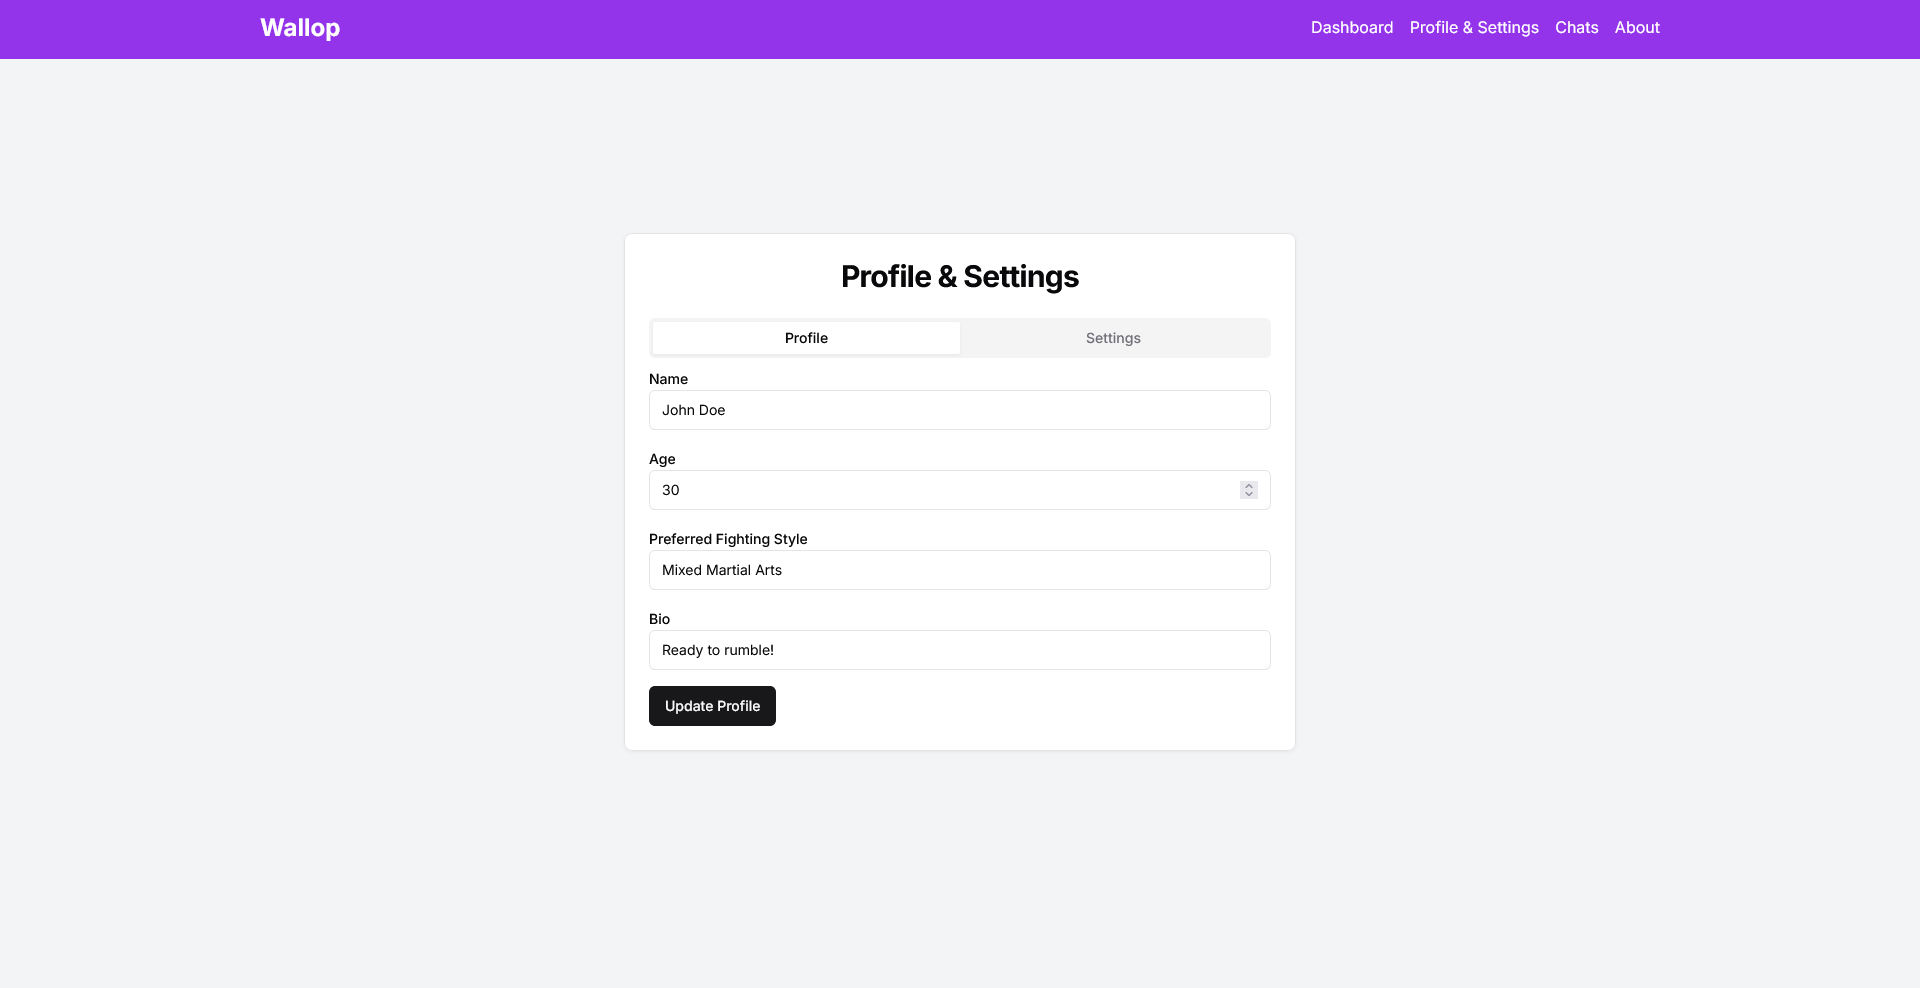 Wallop
Dashboard Profile & Settings Chats About
Profile & Settings
Profile Settings
Name
John Doe
Age
30
Preferred Fighting Style
Mixed Martial Arts
Bio
Ready to rumble!
Update Profile